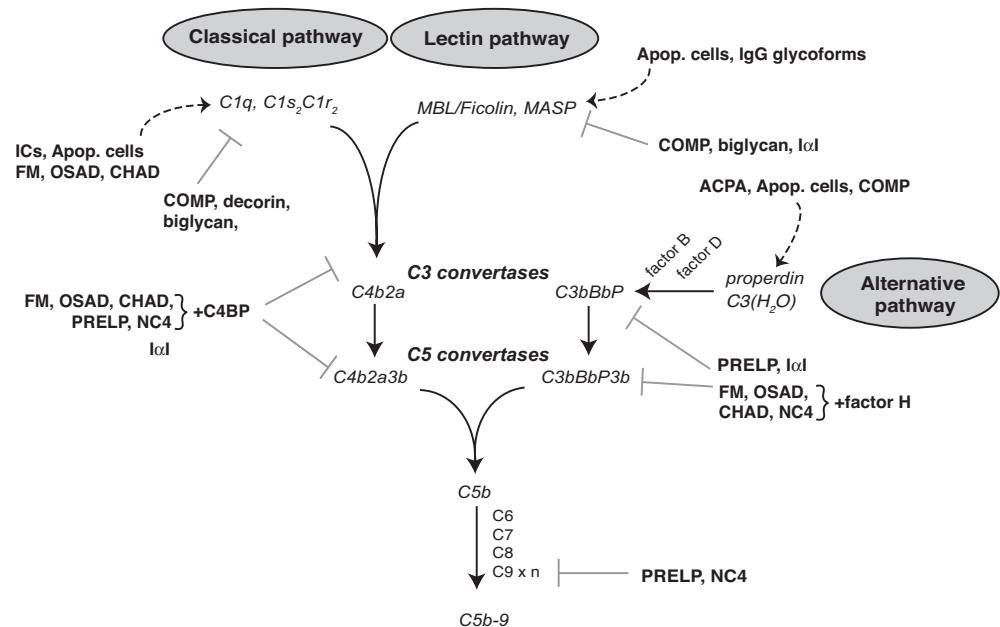 Classical pathway
Lectin pathway
Apop. cells, IgG glycoforms
C1q, C1s₂C1r₂
MBL/Ficolin, MASP
ICs, Apop. cells
FM, OSAD, CHAD
COMP, biglycan, IαI
COMP, decorin,
biglycan,
ACPA, Apop. cells, COMP
factor B
factor D
C3 convertases
C4b2a
C3bBbP
properdin
C3(H₂O)
Alternative
pathway
FM, OSAD, CHAD,
PRELP, NC4
+C4BP
IαI
C5 convertases
C4b2a3b
C3bBbP3b
PRELP, IαI
FM, OSAD,
CHAD, NC4
+factor H
C5b
C6
C7
C8
C9 x n
PRELP, NC4
C5b-9